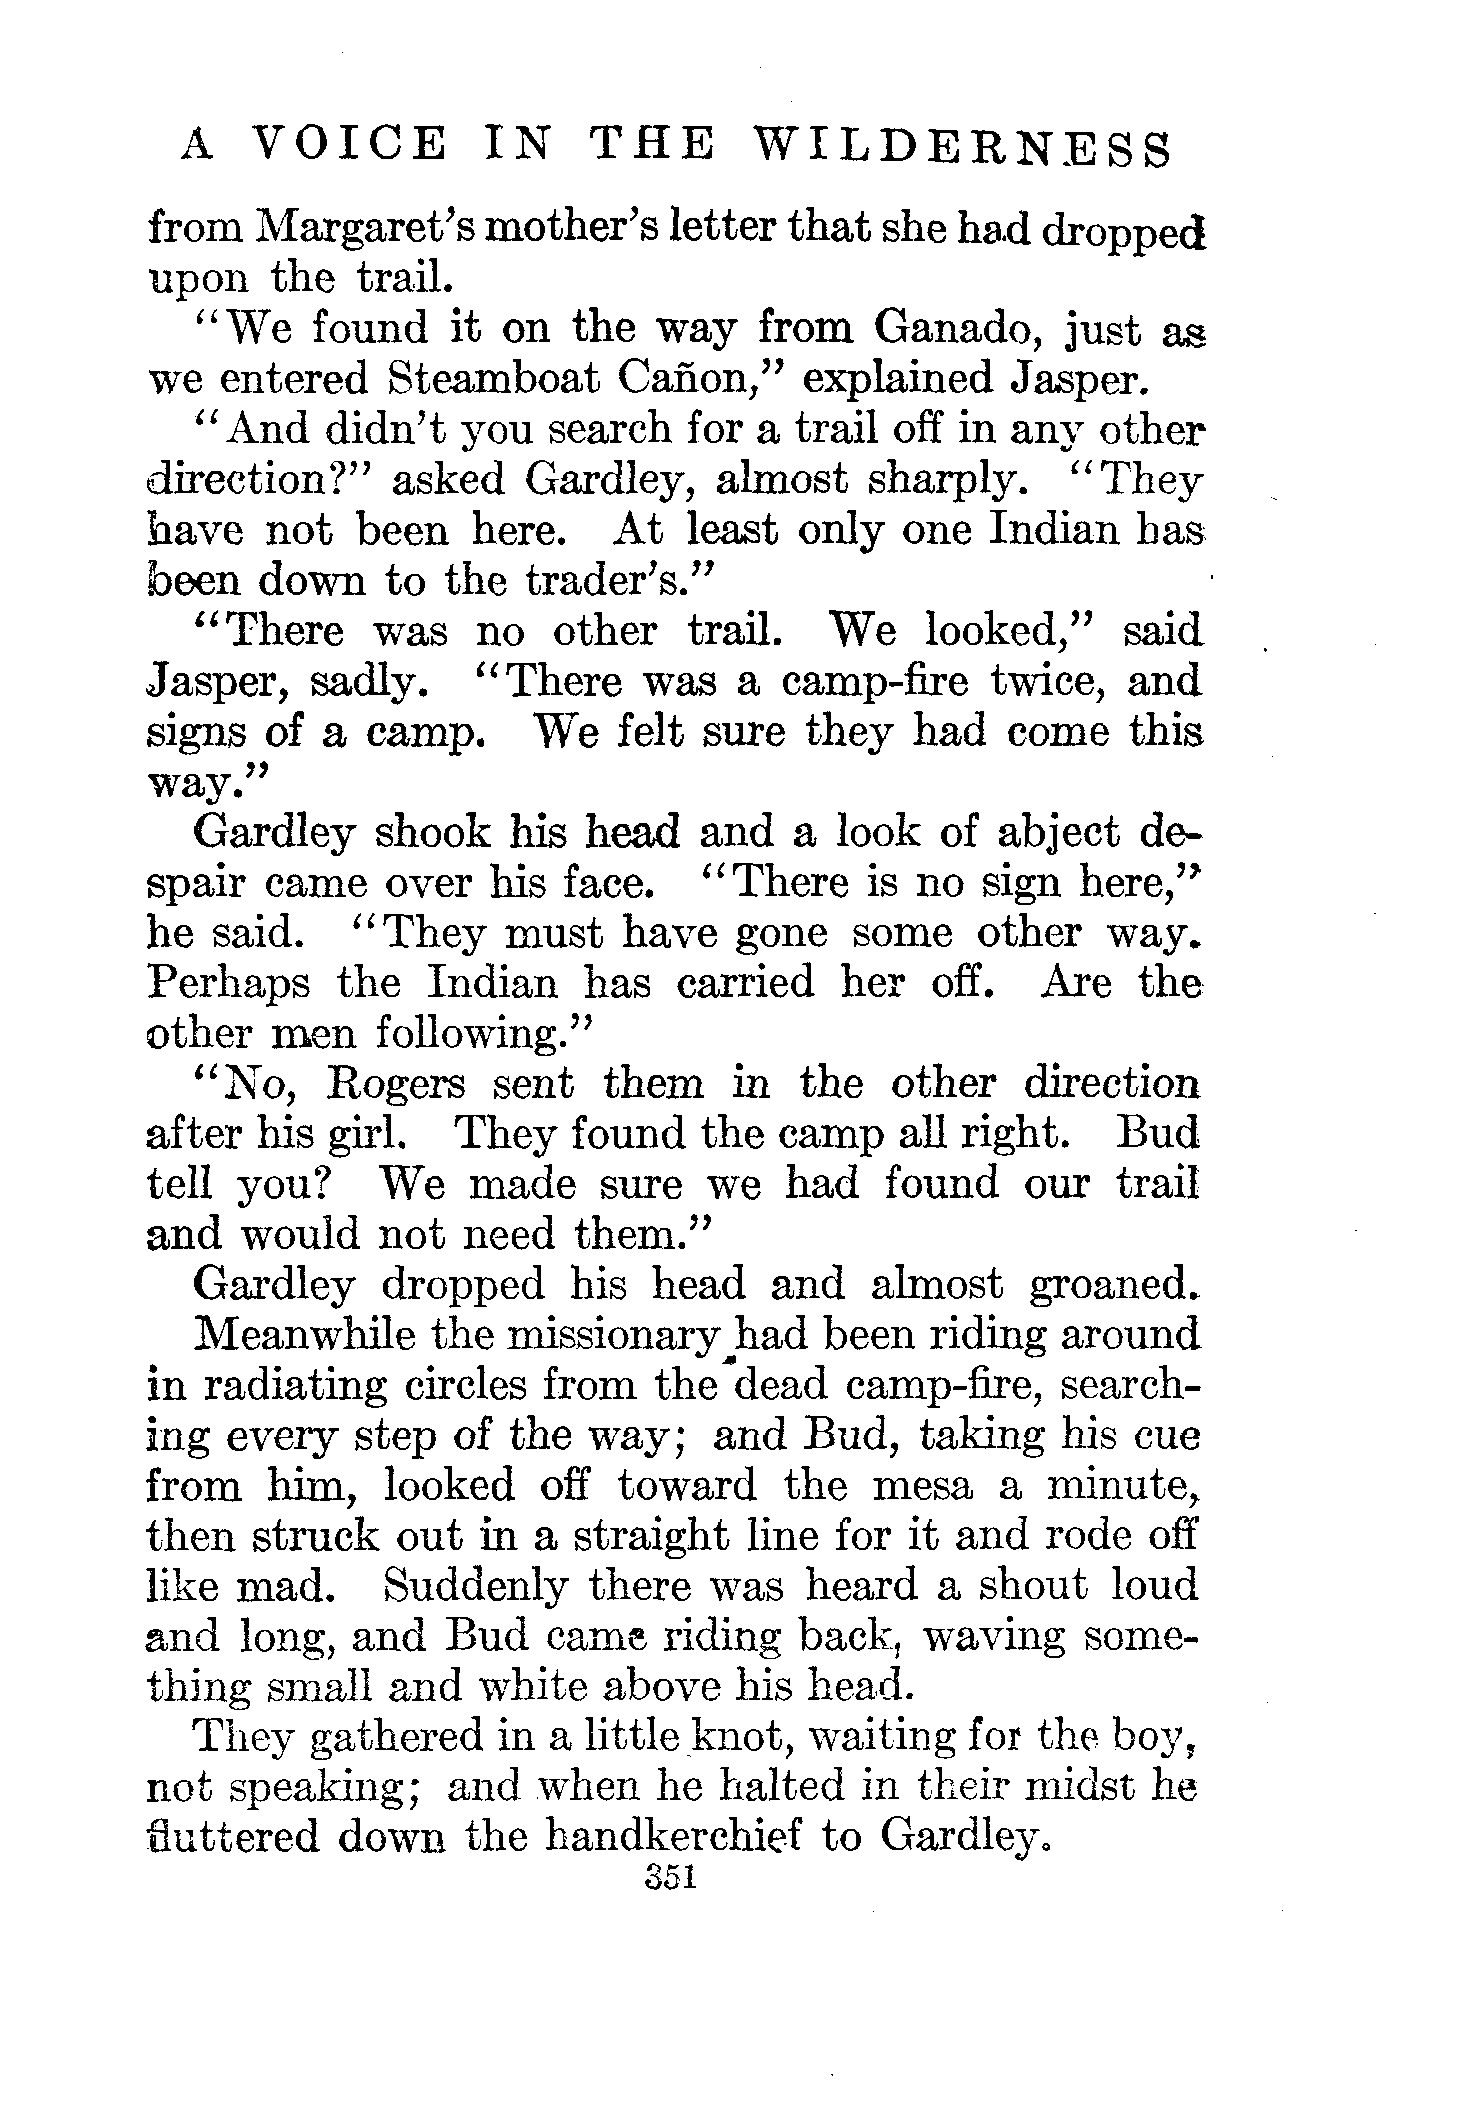 A VOICE IN THE WILDERNESS
from Margaret's mother's letter that she had dropped
upon the trail.
"We found it on the way from Ganado, just as
we entered Steamboat Cañon," explained Jasper.
"And didn't you search for a trail off in any other
direction?" asked Gardley, almost sharply. "They
have not been here. At least only one Indian has
been down to the trader's."
"There was no other trail. We looked," said
Jasper, sadly. "There was a camp-fire twice, and
signs of a camp. We felt sure they had come this
way."
Gardley shook his head and a look of abject de-
spair came over his face. "There is no sign here,"
he said. "They must have gone some other way.
Perhaps the Indian has carried her off. Are the
other men following."
"No, Rogers sent them in the other direction
after his girl. They found the camp all right. Bud
tell you? We made sure we had found our trail
and would not need them."
Gardley dropped his head and almost groaned.
Meanwhile the missionary had been riding around
in radiating circles from the dead camp-fire, search-
ing every step of the way; and Bud, taking his cue
from him, looked off toward the mesa a minute,
then struck out in a straight line for it and rode off
like mad. Suddenly there was heard a shout loud
and long, and Bud came riding back, waving some-
thing small and white above his head.
They gathered in a little knot, waiting for the boy,
not speaking; and when he halted in their midst he
fluttered down the handkerchief to Gardley.
351